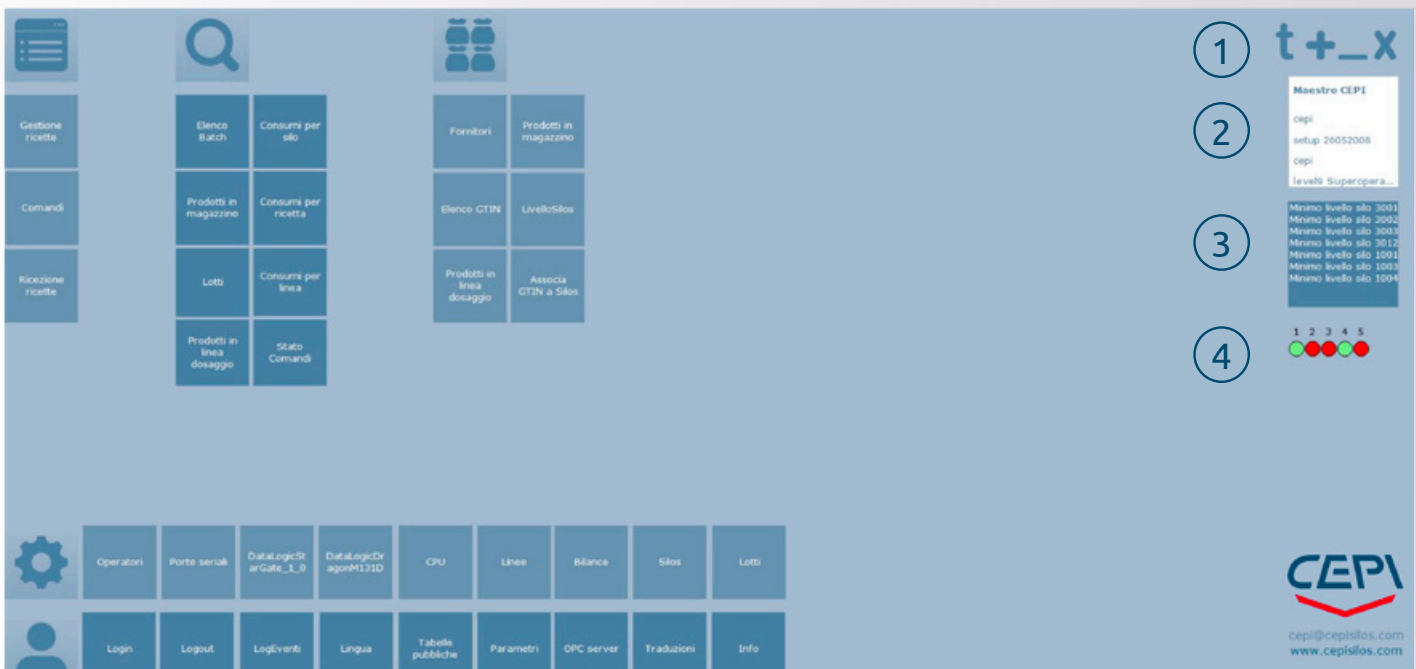 1
t + _ x
Maestro CEPI
2
cepi
setup 26052008
cepi
level9 Superopera...
3
Minimo livello silo 3001
Minimo livello silo 3002
Minimo livello silo 3003
Minimo livello silo 3012
Minimo livello silo 1001
Minimo livello silo 1003
Minimo livello silo 1004
4
1 2 3 4 5
Gestione
ricette
Comandi
Ricezione
ricette
Elenco
Batch
Consumi per
silo
Prodotti in
magazzino
Consumi per
ricetta
Lotti
Consumi per
linea
Prodotti in
linea
dosaggio
Stato
Comandi
Fornitori
Prodotti in
magazzino
Elenco GTIN
LivelloSilos
Prodotti in
linea
dosaggio
Associa
GTIN a Silos
Operatori
Porte seriali
DataLogicSt
arGate_1_0
DataLogicDr
agonM131D
CPU
Linee
Bilance
Silos
Lotti
Login
Logout
LogEventi
Lingua
Tabelle
pubbliche
Parametri
OPC server
Traduzioni
Info
CEPI
cepi@cepisilos.com
www.cepisilos.com